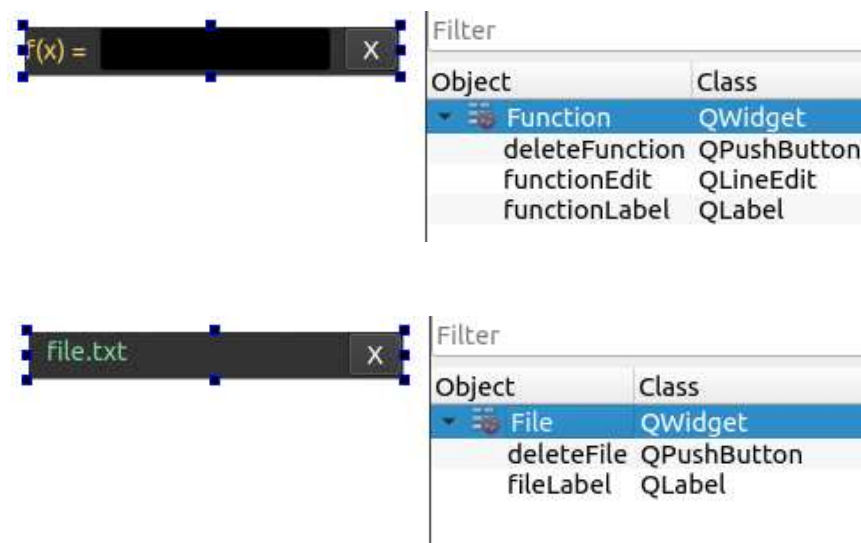 f(x) = X
Filter
Object Class
Function QWidget
deleteFunction QPushButton
functionEdit QLineEdit
functionLabel QLabel
file.txt X
Filter
Object Class
File QWidget
deleteFile QPushButton
fileLabel QLabel